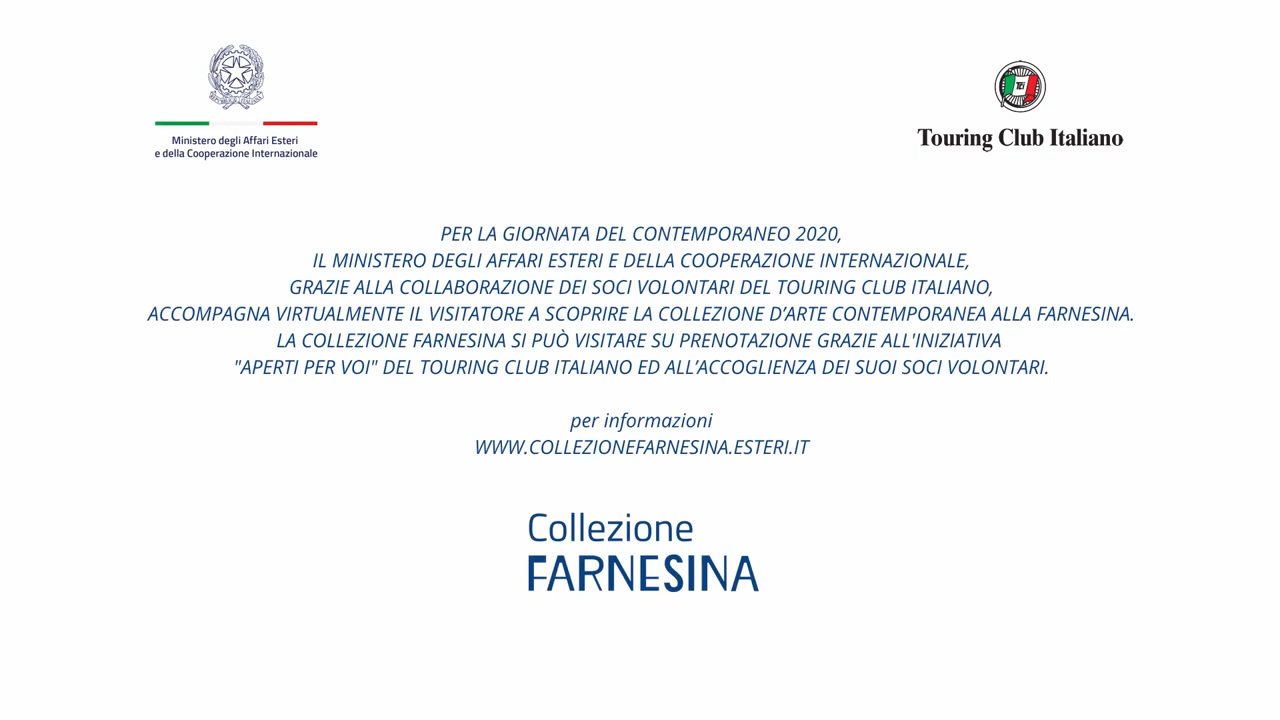 Ministero degli Affari Esteri
e della Cooperazione Internazionale
TCI
Touring Club Italiano
PER LA GIORNATA DEL CONTEMPORANEO 2020,
IL MINISTERO DEGLI AFFARI ESTERI E DELLA COOPERAZIONE INTERNAZIONALE,
GRAZIE ALLA COLLABORAZIONE DEI SOCI VOLONTARI DEL TOURING CLUB ITALIANO,
ACCOMPAGNA VIRTUALMENTE IL VISITATORE A SCOPRIRE LA COLLEZIONE D’ARTE CONTEMPORANEA ALLA FARNESINA.
LA COLLEZIONE FARNESINA SI PUÒ VISITARE SU PRENOTAZIONE GRAZIE ALL'INIZIATIVA
"APERTI PER VOI" DEL TOURING CLUB ITALIANO ED ALL’ACCOGLIENZA DEI SUOI SOCI VOLONTARI.
per informazioni
WWW.COLLEZIONEFARNESINA.ESTERI.IT
Collezione
FARNESINA